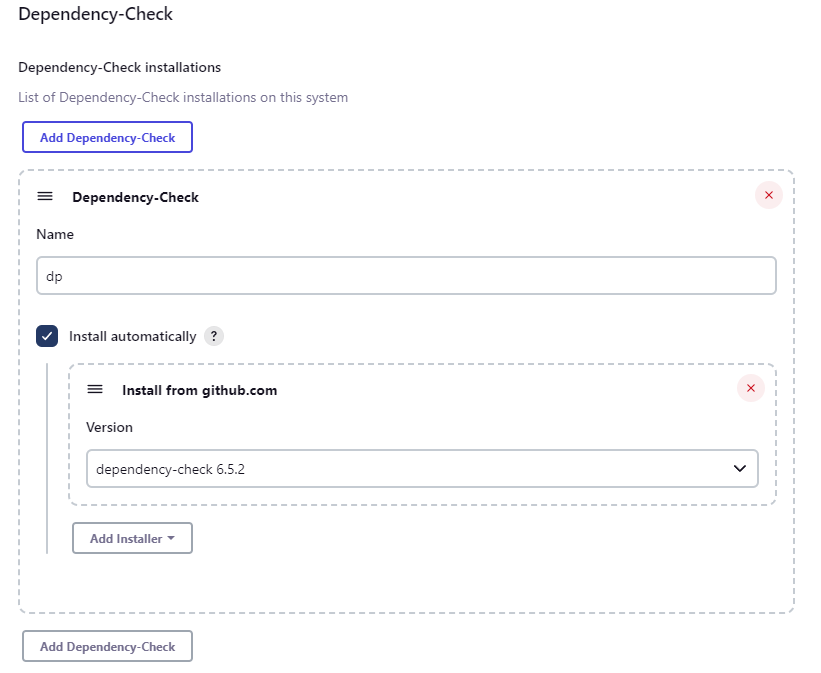 Dependency-Check
Dependency-Check installations
List of Dependency-Check installations on this system
Add Dependency-Check
Dependency-Check
Name
dp
Install automatically ?
Install from github.com
Version
dependency-check 6.5.2
Add Installer
Add Dependency-Check